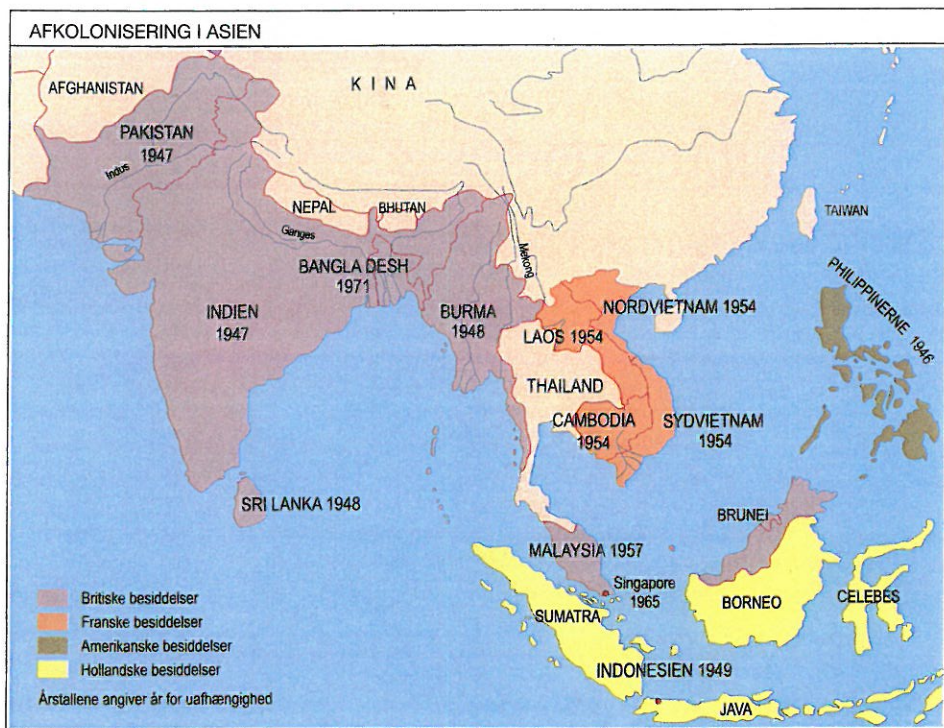 AFKOLONISERING I ASIEN
AFGHANISTAN
KINA
PAKISTAN
1947
Indus
NEPAL
BHUTAN
TAIWAN
Ganges
Mekong
BANGLA DESH
1971
PHILIPPINERNE 1946
INDIEN
1947
BURMA
1948
NORDVIETNAM 1954
LAOS 1954
THAILAND
CAMBODIA
1954
SYDVIETNAM
1954
SRI LANKA 1948
BRUNEI
MALAYSIA 1957
Singapore
1965
Britiske besiddelser
Franske besiddelser
Amerikanske besiddelser
Hollandske besiddelser
SUMATRA
BORNEO
CELEBES
INDONESIEN 1949
Årstallene angiver år for uafhængighed
JAVA